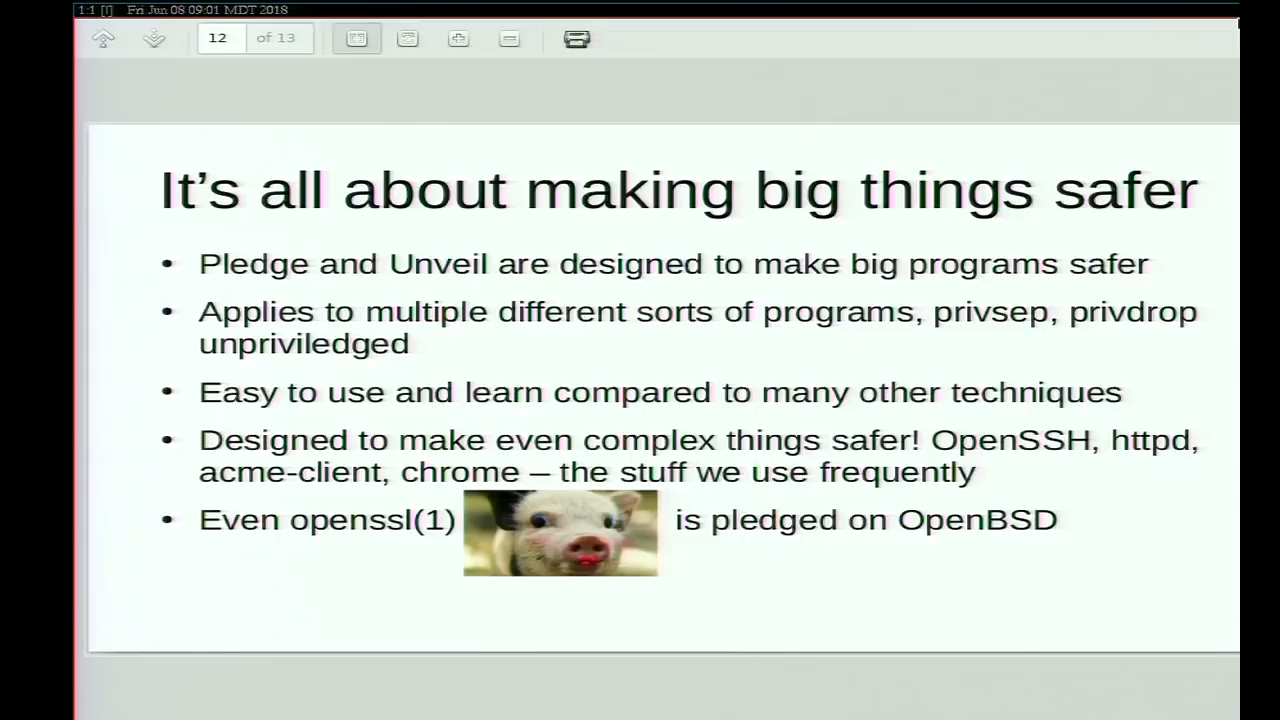 1:1 [I] Fri Jun 08 09:01 MDT 2018
12 of 13
It's all about making big things safer
• Pledge and Unveil are designed to make big programs safer
• Applies to multiple different sorts of programs, privsep, privdrop
unpriviledged
• Easy to use and learn compared to many other techniques
• Designed to make even complex things safer! OpenSSH, httpd,
acme-client, chrome – the stuff we use frequently
• Even openssl(1) is pledged on OpenBSD